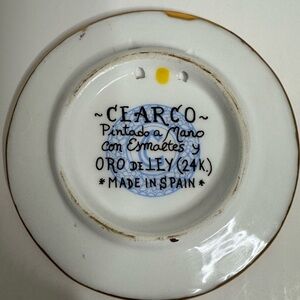 ~ CEARCO ~
Pintado a Mano
con Esmaltes y
ORO DE LEY (24K.)
* MADE IN SPAIN *